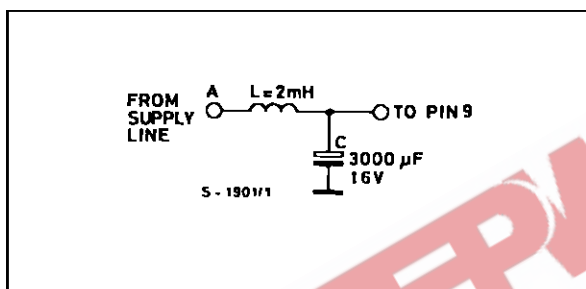 A L=2mH
FROM
SUPPLY
LINE
TO PIN 9
C
3000 µF
16V
S - 1901/1